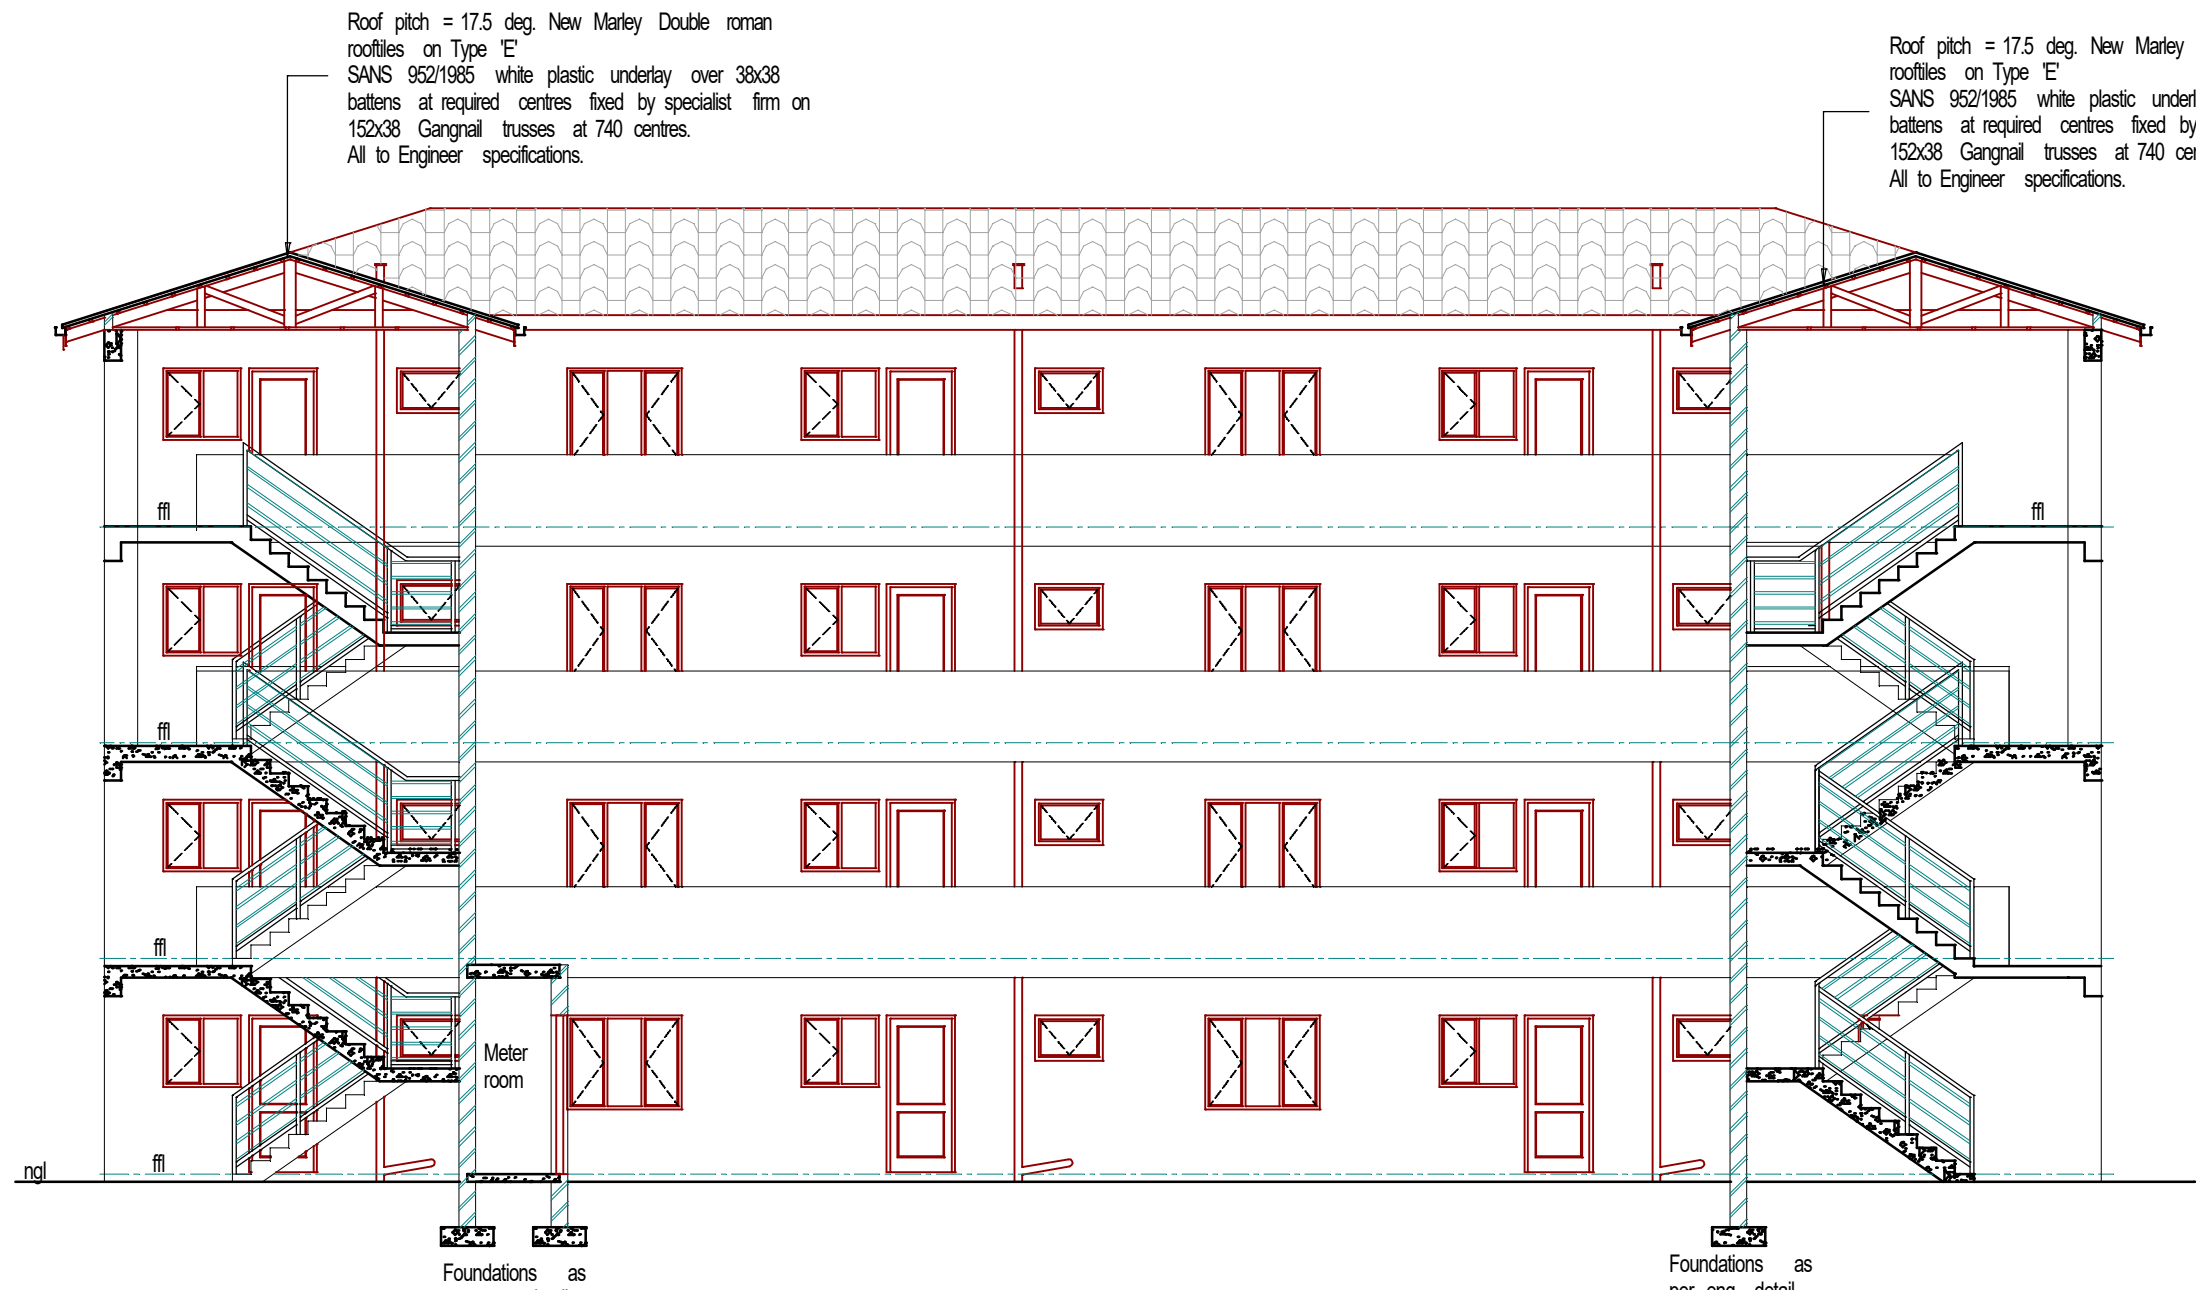 Roof pitch = 17.5 deg. New Marley Double roman
rooftiles on Type 'E'
SANS 952/1985 white plastic underlay over 38x38
battens at required centres fixed by specialist firm on
152x38 Gangnail trusses at 740 centres.
All to Engineer specifications.
Roof pitch = 17.5 deg. New Marley
rooftiles on Type 'E'
SANS 952/1985 white plastic
battens at required centres fixed by
152x38 Gangnail trusses at 740
All to Engineer specifications.
ffl
ffl
ffl
ffl
Meter
room
ffl
ngl
Foundations as
Foundations as
per eng detail